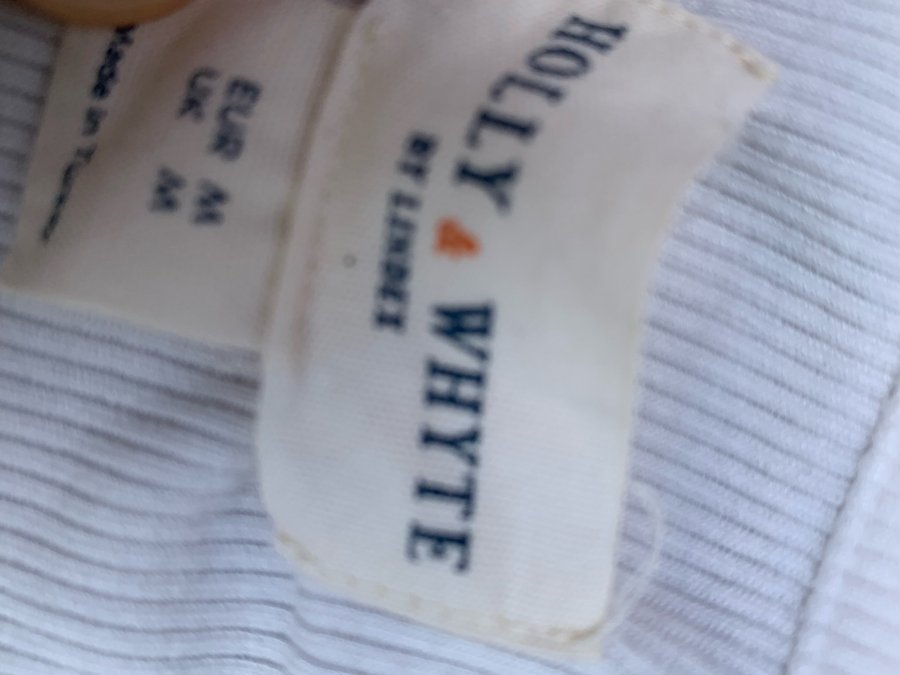 HOLLY & WHYTE
BY LINDEX
EUR M
UK M
Made in